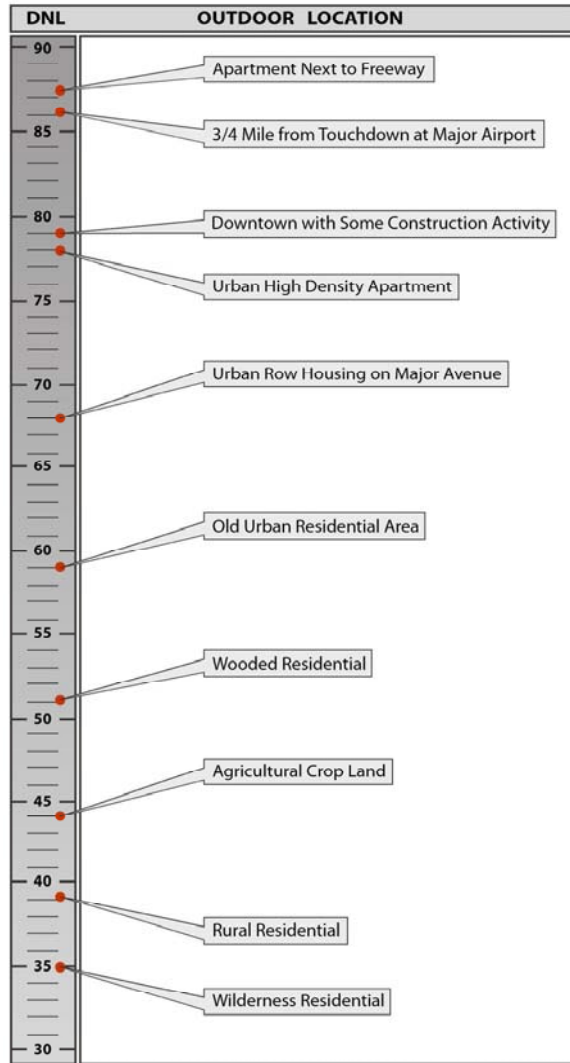 DNL OUTDOOR LOCATION
90
Apartment Next to Freeway
3/4 Mile from Touchdown at Major Airport
85
80
Downtown with Some Construction Activity
Urban High Density Apartment
75
Urban Row Housing on Major Avenue
70
65
Old Urban Residential Area
60
55
Wooded Residential
50
Agricultural Crop Land
45
40
Rural Residential
35
Wilderness Residential
30